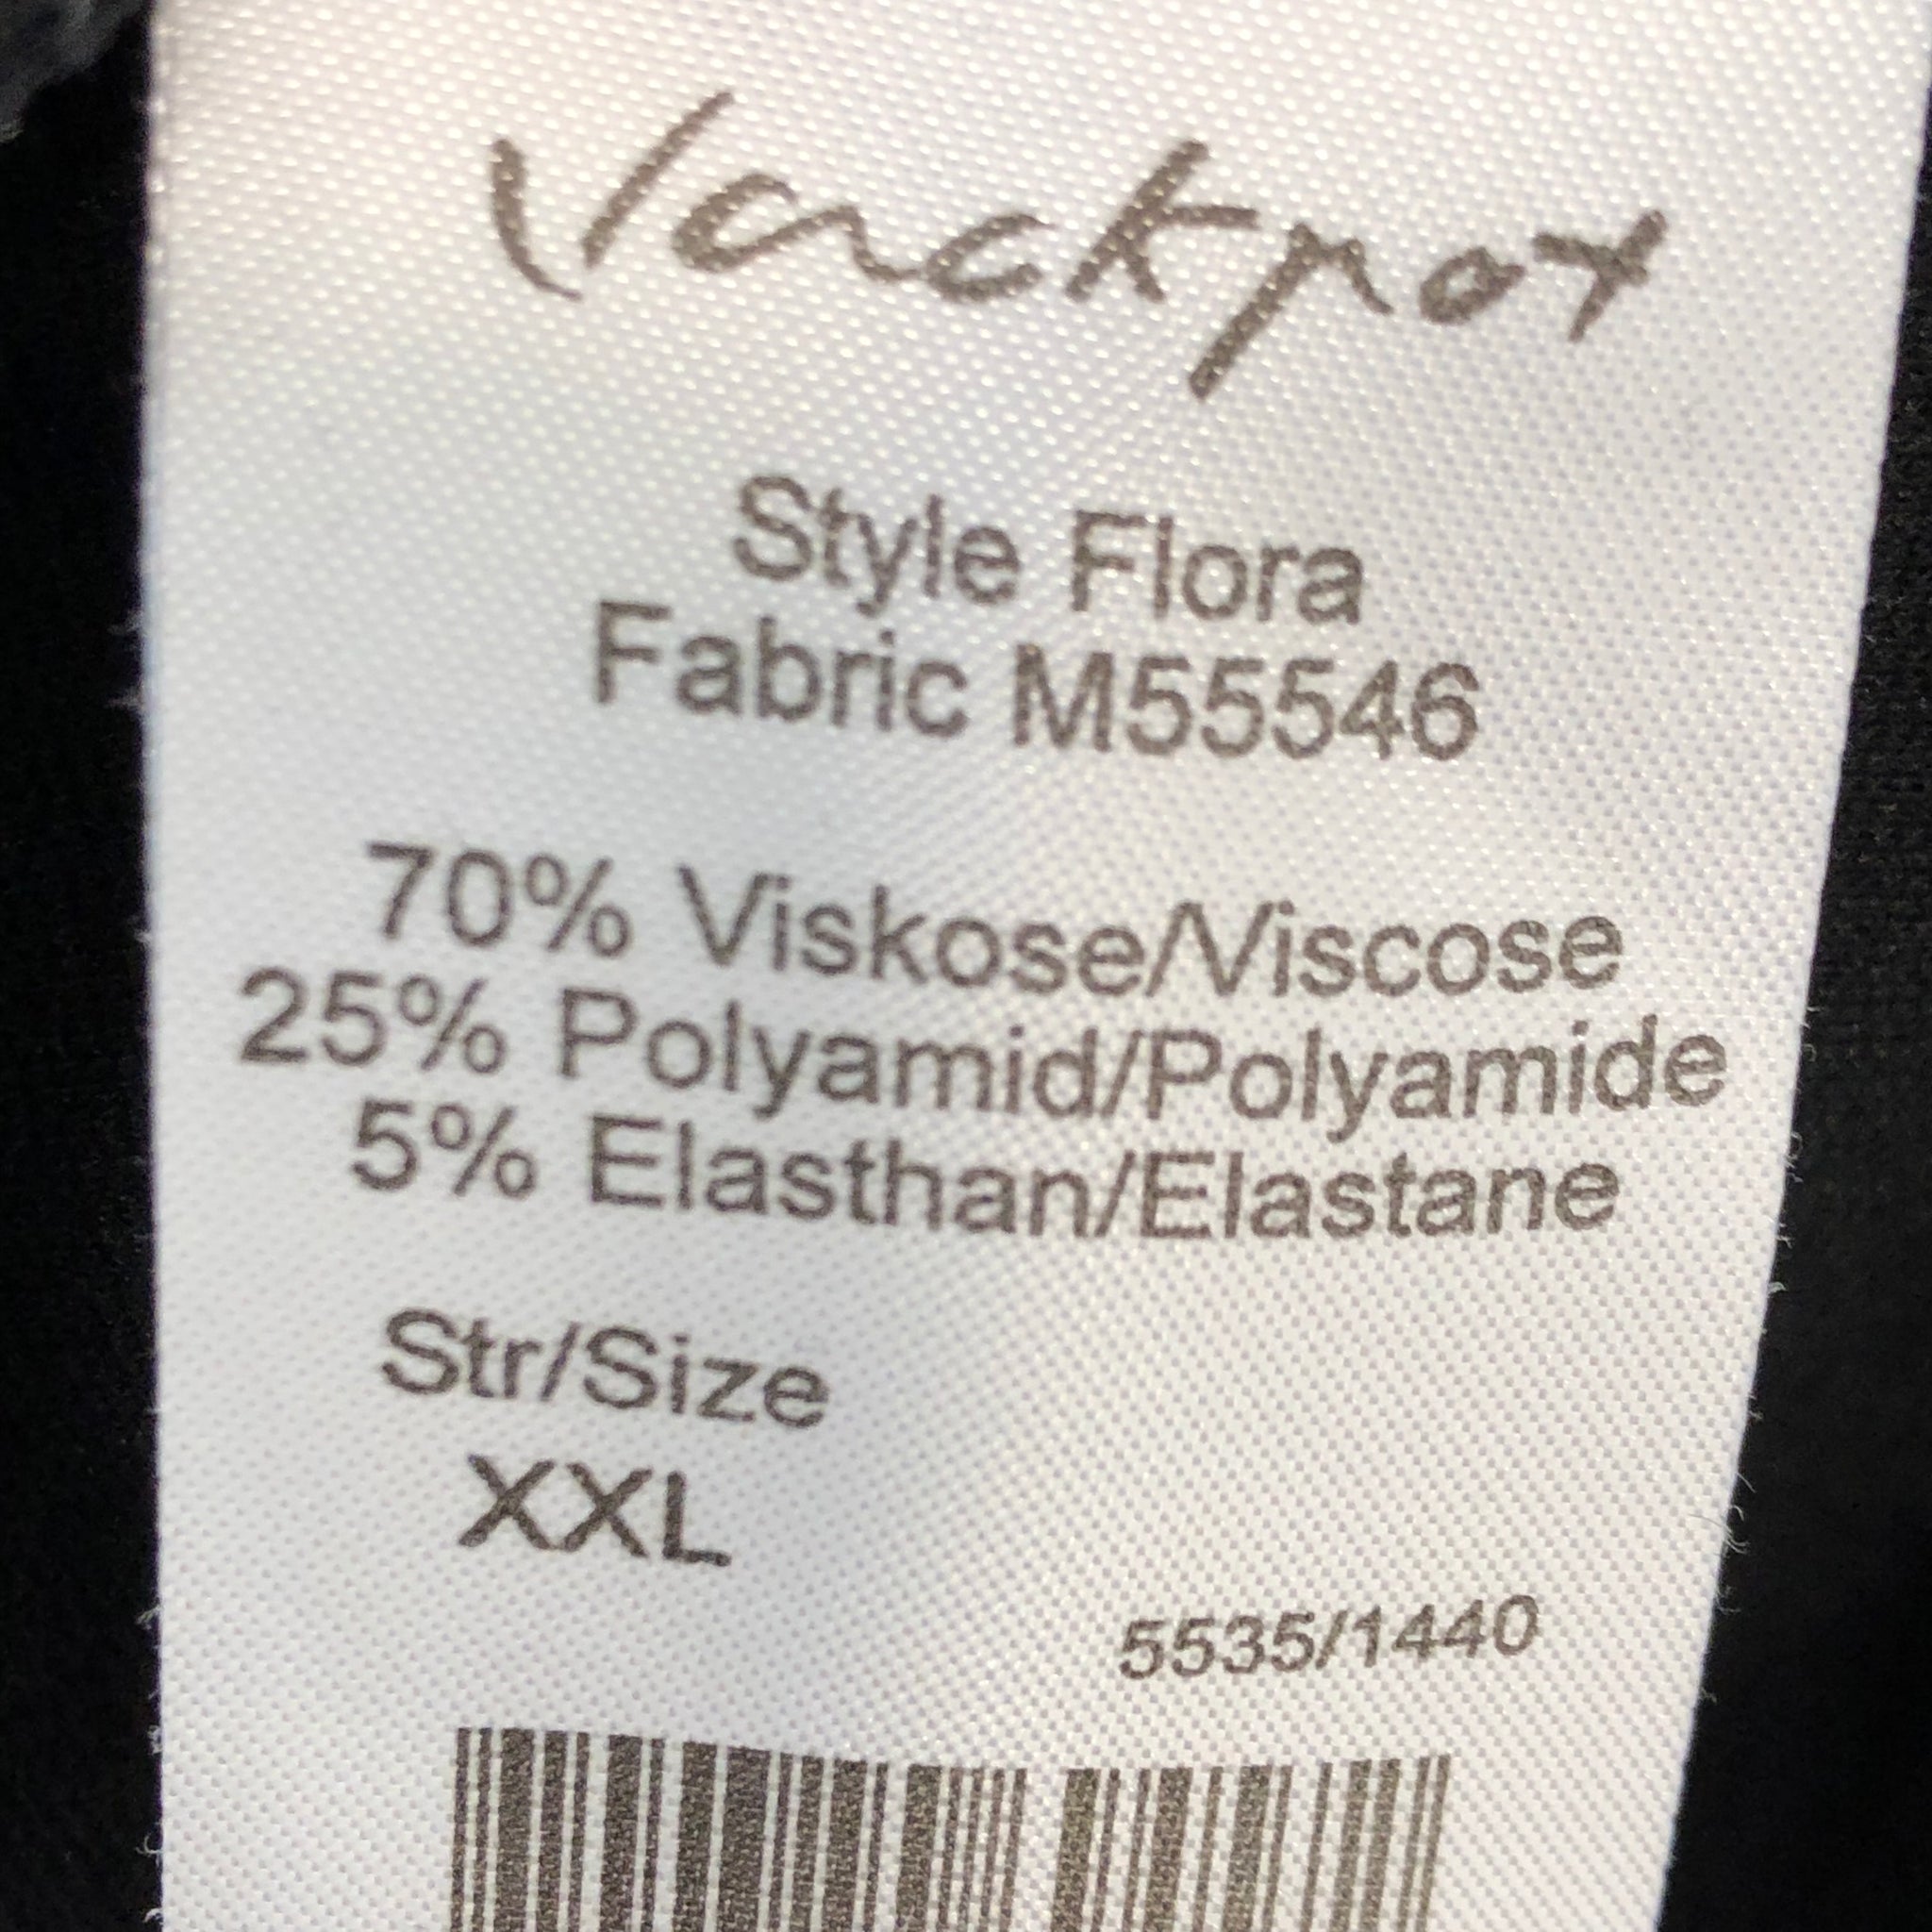 Jackpot
Style Flora
Fabric M55546
70% Viskose/Viscose
25% Polyamid/Polyamide
5% Elasthan/Elastane
Str/Size
XXL
5535/1440